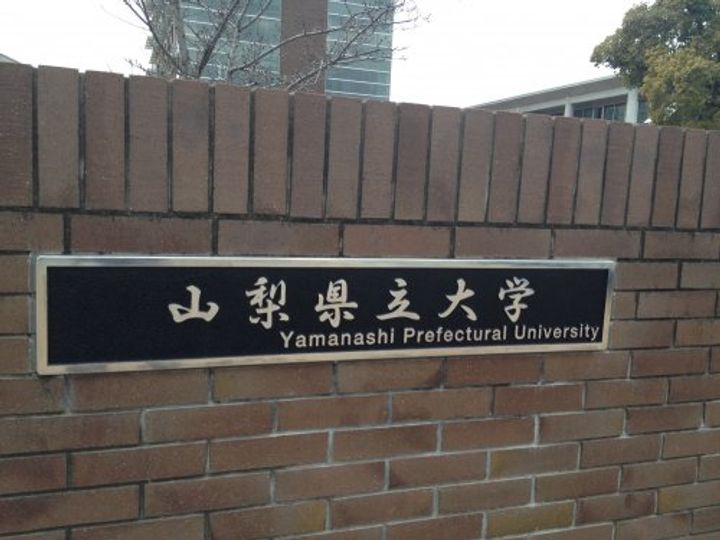 山梨県立大学
Yamanashi Prefectural University